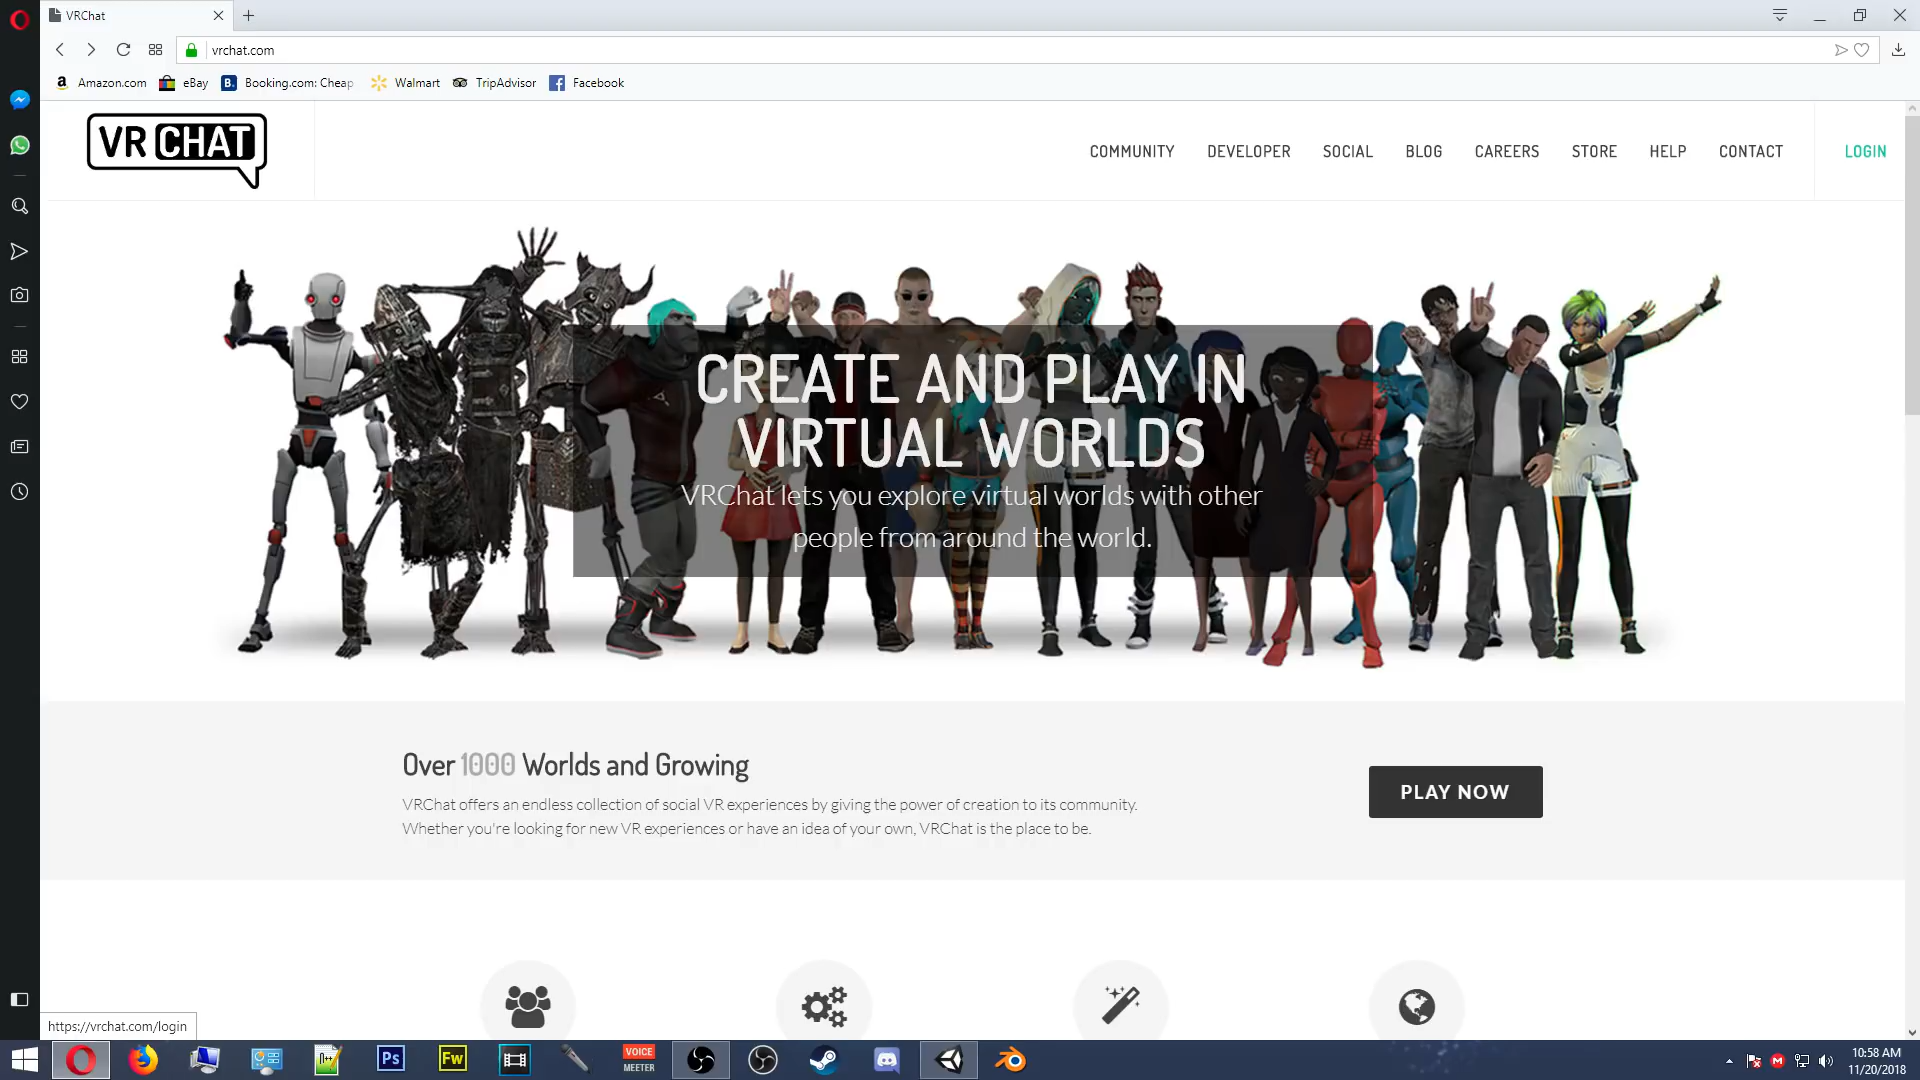 VRChat
vrchat.com
Amazon.com
eBay
B. Booking.com: Cheap
Walmart
TripAdvisor
Facebook
VR CHAT
COMMUNITY
DEVELOPER
SOCIAL
BLOG
CAREERS
STORE
HELP
CONTACT
LOGIN
CREATE AND PLAY IN
VIRTUAL WORLDS
VRChat lets you explore virtual worlds with other
people from around the world.
Over 1000 Worlds and Growing
VRChat offers an endless collection of social VR experiences by giving the power of creation to its community.
Whether you're looking for new VR experiences or have an idea of your own, VRChat is the place to be.
PLAY NOW
https://vrchat.com/login
Ps
Fw
VOICE
MEETER
10:58 AM
11/20/2018